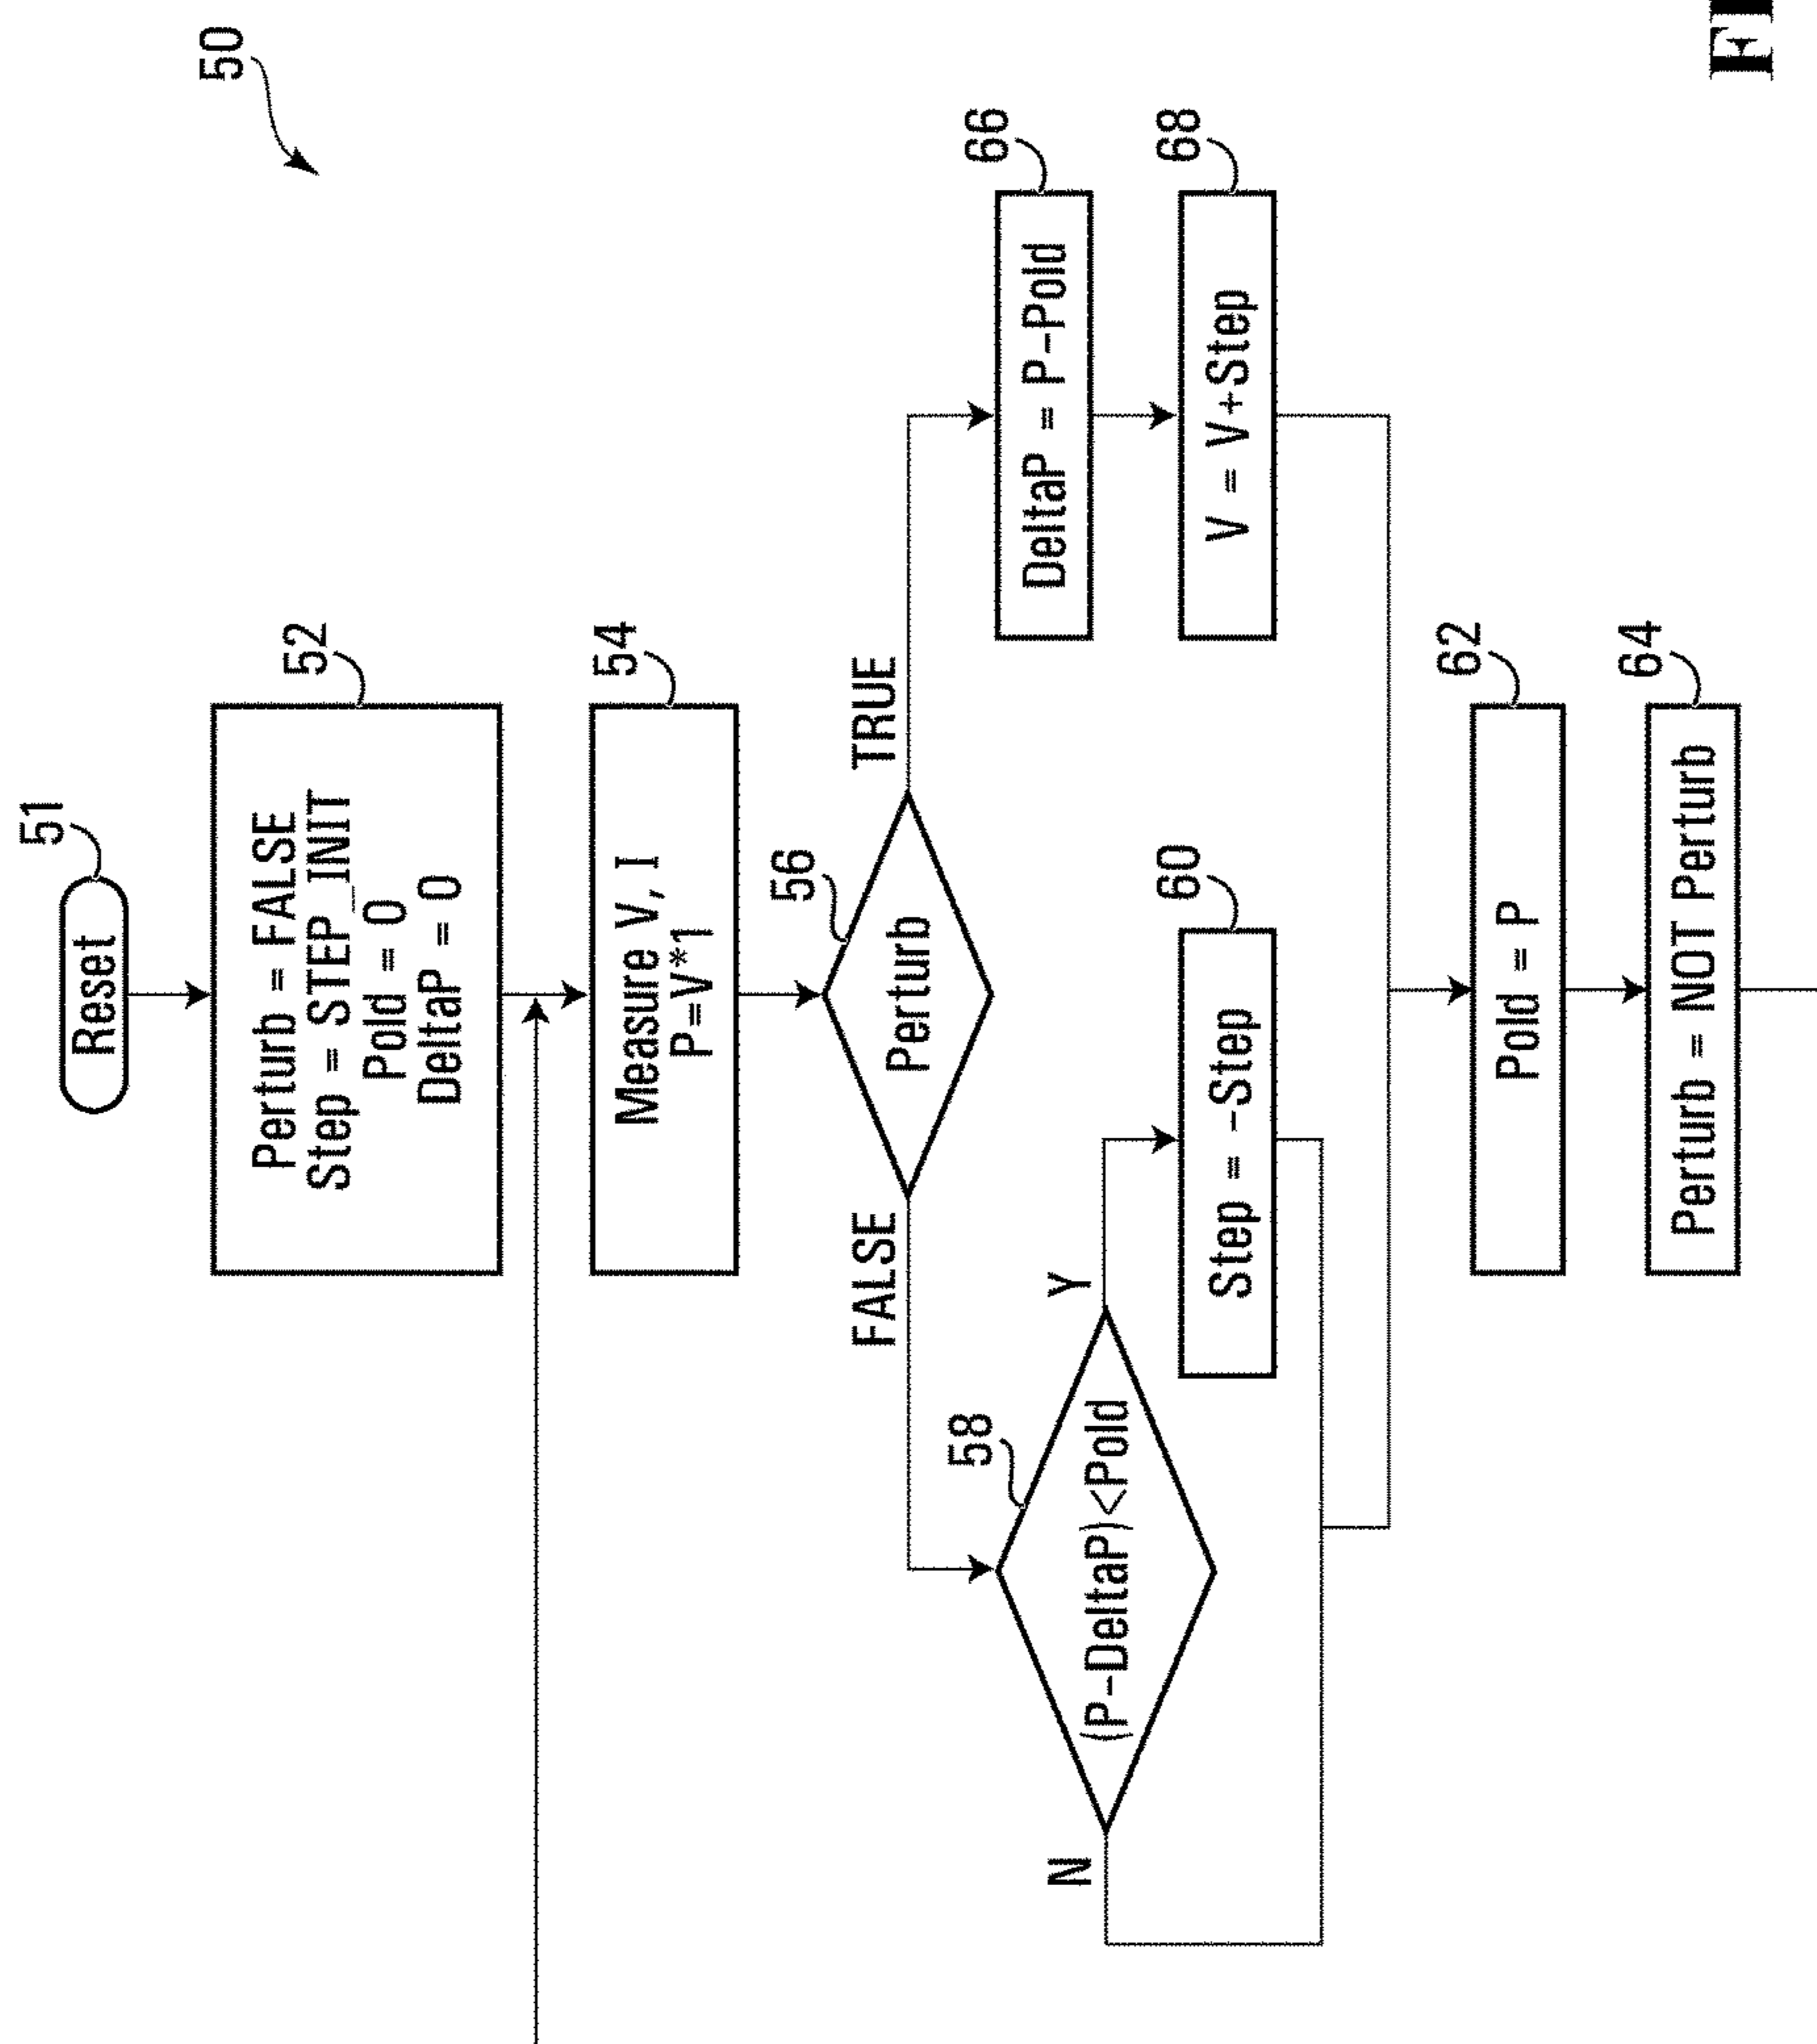 50
51
Reset
52
Perturb = FALSE
Step = STEP_INIT
Pold = 0
DeltaP = 0
54
Measure V, I
P=V*1
56
Perturb
TRUE
FALSE
66
DeltaP = P-Pold
68
V = V+Step
58
(P-DeltaP)<Pold
Y
N
60
Step = -Step
62
Pold = P
64
Perturb = NOT Perturb